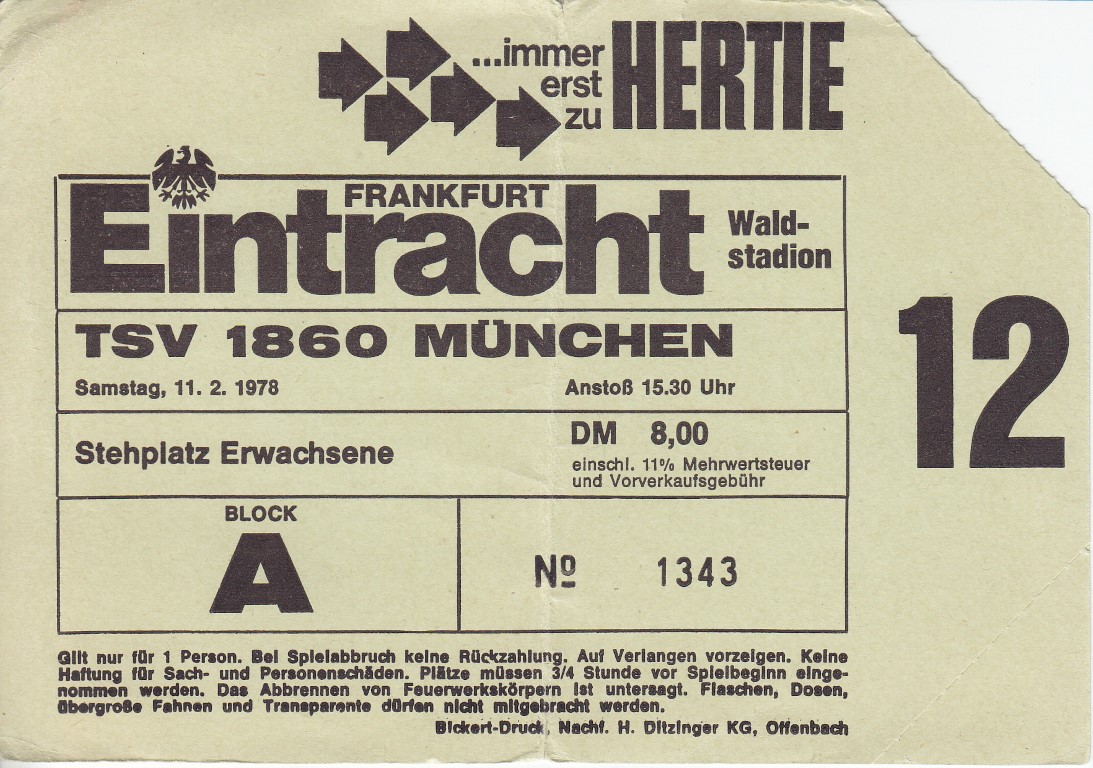 ...immer
erst
zu
HERTIE
FRANKFURT
Eintracht
Wald-
stadion
TSV 1860 MÜNCHEN
Samstag, 11. 2. 1978 Anstoß 15.30 Uhr
12
Stehplatz Erwachsene
DM 8,00
einschl. 11% Mehrwertsteuer
und Vorverkaufsgebühr
BLOCK
A
Nº 1343
Gilt nur für 1 Person. Bei Spielabbruch keine Rückzahlung. Auf Verlangen vorzeigen. Keine
Haftung für Sach- und Personenschäden. Plätze müssen 3/4 Stunde vor Spielbeginn einge-
nommen werden. Das Abbrennen von Feuerwerkskörpern ist untersagt. Flaschen, Dosen,
übergroße Fahnen und Transparente dürfen nicht mitgebracht werden.
Bickert-Druck, Nachf. H. Ditzinger KG, Offenbach